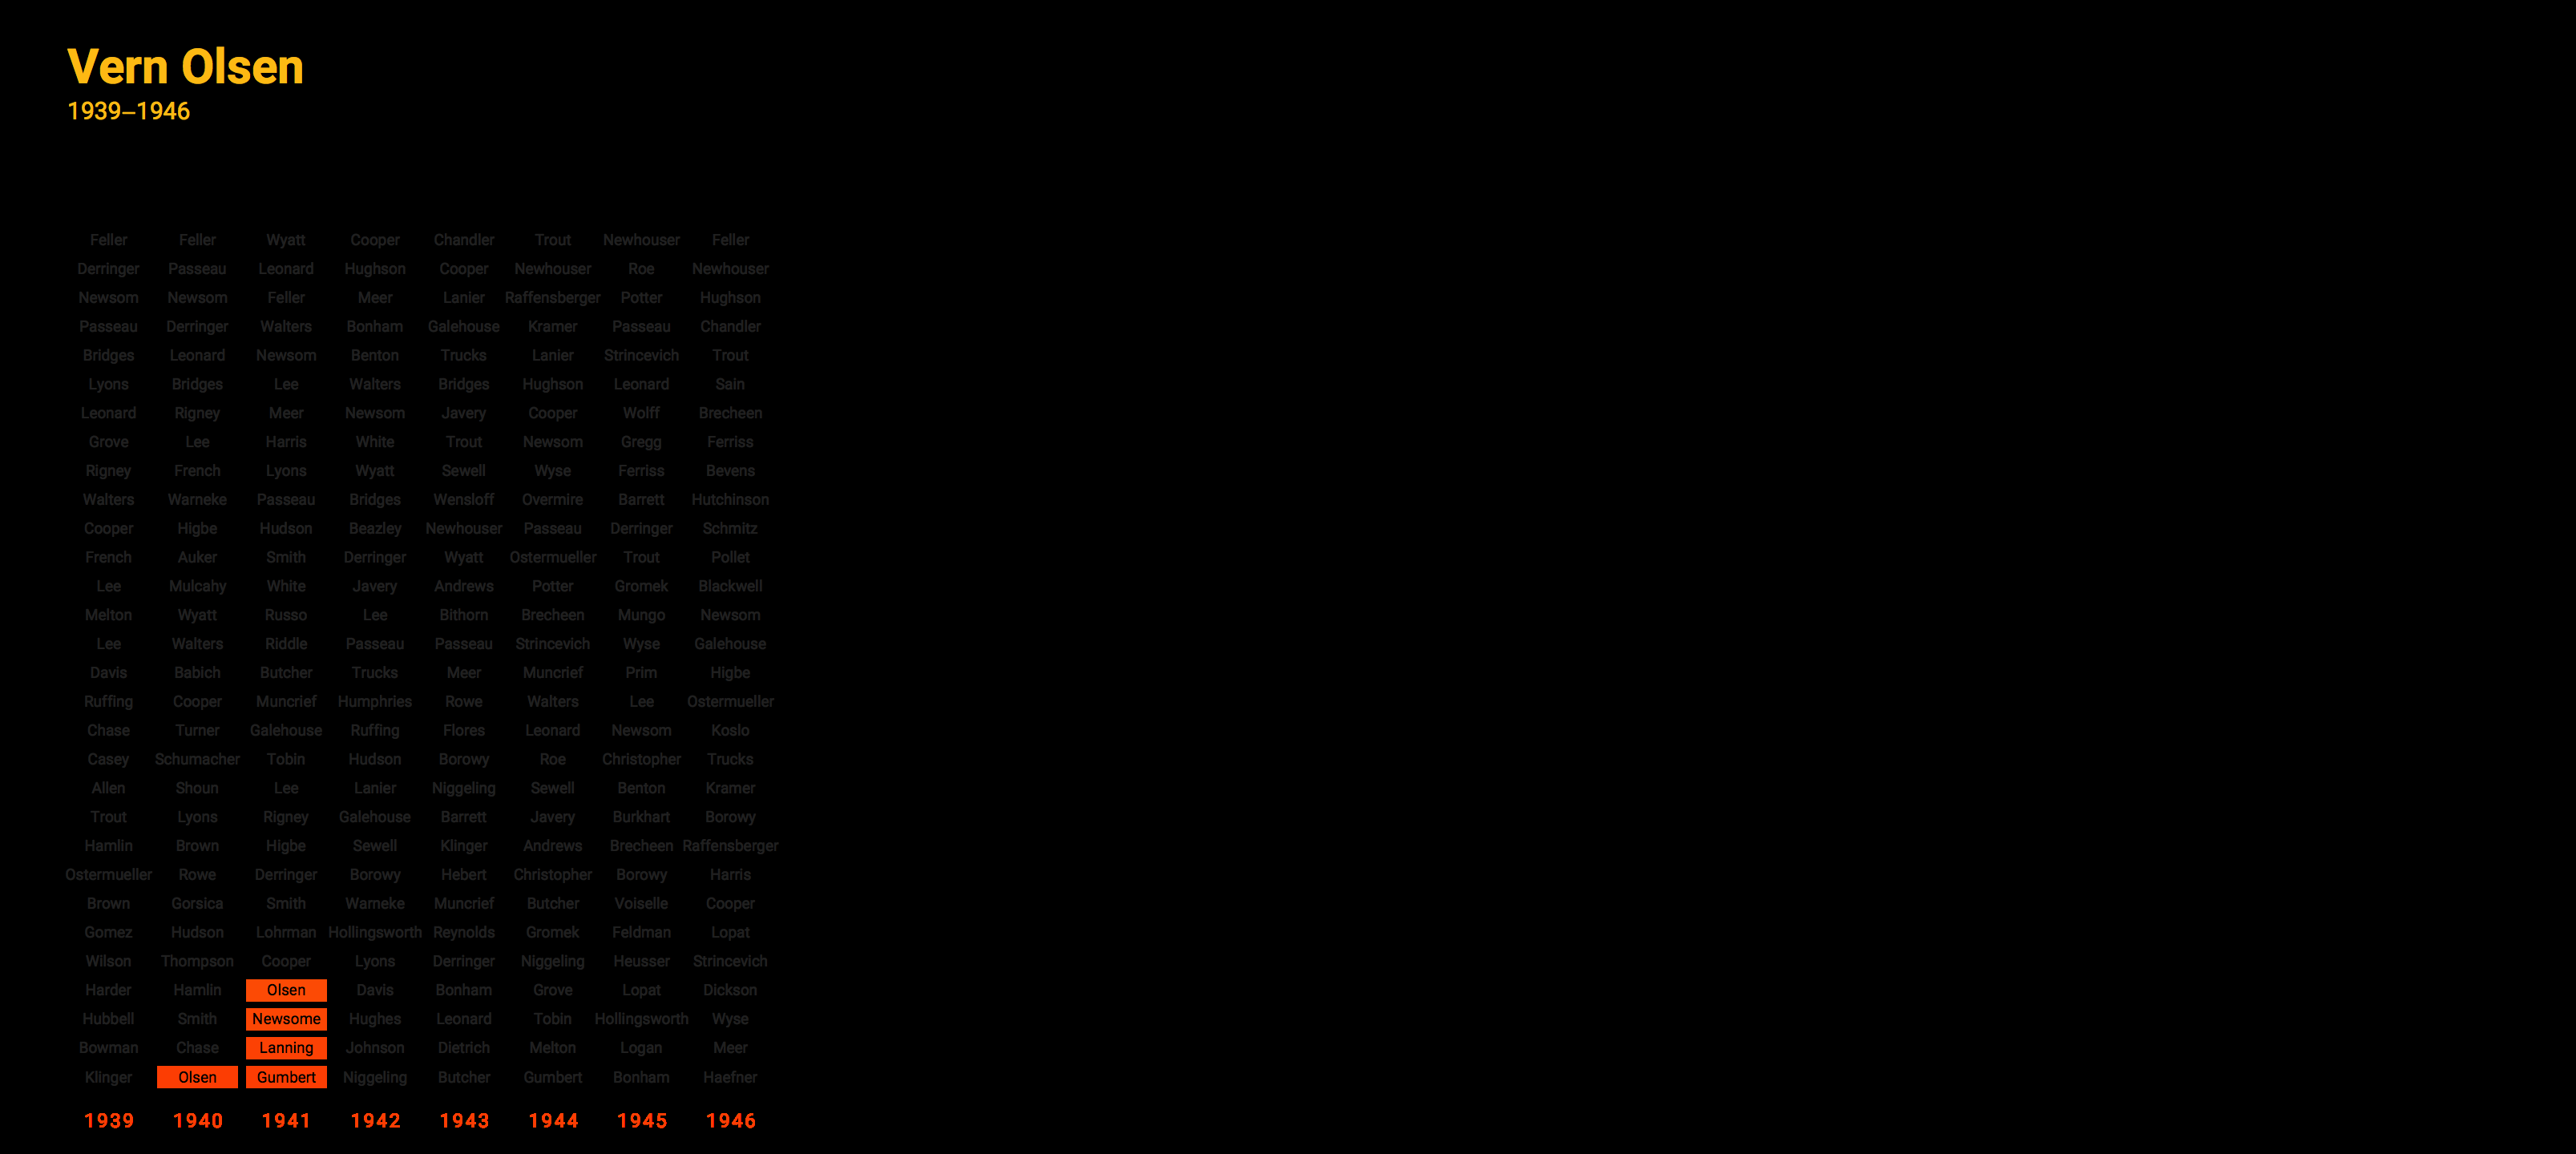 Vern Olsen
1939–1946
Feller Feller Wyatt Cooper Chandler Trout Newhouser Feller
Derringer Passeau Leonard Hughson Cooper Newhouser Roe Newhouser
Newsom Newsom Feller Meer Lanier Raffensberger Potter Hughson
Passeau Derringer Walters Bonham Galehouse Kramer Passeau Chandler
Bridges Leonard Newsom Benton Trucks Lanier Strincevich Trout
Lyons Bridges Lee Walters Bridges Hughson Leonard Sain
Leonard Rigney Meer Newsom Javery Cooper Wolff Brecheen
Grove Lee Harris White Trout Newsom Gregg Ferriss
Rigney French Lyons Wyatt Sewell Wyse Ferriss Bevens
Walters Warneke Passeau Bridges Wensloff Overmire Barrett Hutchinson
Cooper Higbe Hudson Beazley Newhouser Passeau Derringer Schmitz
French Auker Smith Derringer Wyatt Ostermueller Trout Pollet
Lee Mulcahy White Javery Andrews Potter Gromek Blackwell
Melton Wyatt Russo Lee Bithorn Brecheen Mungo Newsom
Lee Walters Riddle Passeau Passeau Strincevich Wyse Galehouse
Davis Babich Butcher Trucks Meer Muncrief Prim Higbe
Ruffing Cooper Muncrief Humphries Rowe Walters Lee Ostermueller
Chase Turner Galehouse Ruffing Flores Leonard Newsom Koslo
Casey Schumacher Tobin Hudson Borowy Roe Christopher Trucks
Allen Shoun Lee Lanier Niggeling Sewell Benton Kramer
Trout Lyons Rigney Galehouse Barrett Javery Burkhart Borowy
Hamlin Brown Higbe Sewell Klinger Andrews Brecheen Raffensberger
Ostermueller Rowe Derringer Borowy Hebert Christopher Borowy Harris
Brown Gorsica Smith Warneke Muncrief Butcher Voiselle Cooper
Gomez Hudson Lohrman Hollingsworth Reynolds Gromek Feldman Lopat
Wilson Thompson Cooper Lyons Derringer Niggeling Heusser Strincevich
Harder Hamlin Olsen Davis Bonham Grove Lopat Dickson
Hubbell Smith Newsome Hughes Leonard Tobin Hollingsworth Wyse
Bowman Chase Lanning Johnson Dietrich Melton Logan Meer
Klinger Olsen Gumbert Niggeling Butcher Gumbert Bonham Haefner
1939 1940 1941 1942 1943 1944 1945 1946